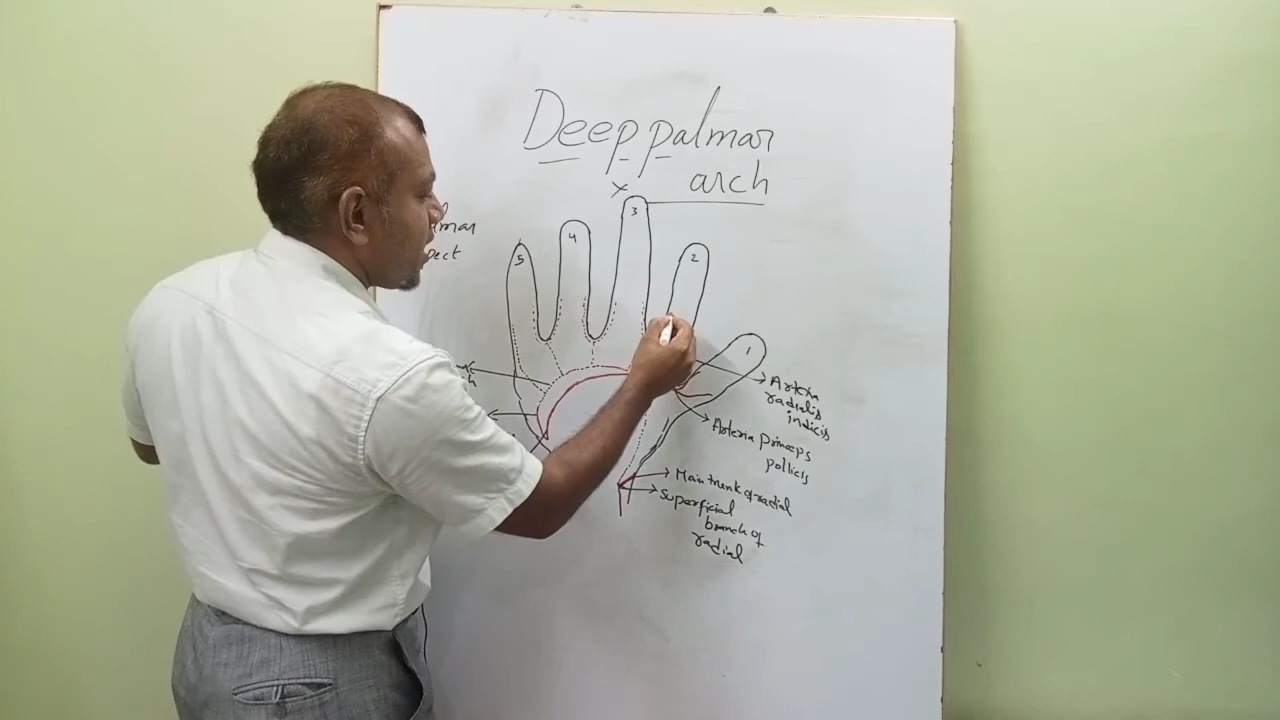 Deep palmar
arch
x
3
4
2
5
1
Arteria
radialis
indicis
Arteria princeps
pollicis
Main trunk of radial
Superficial
branch of
radial